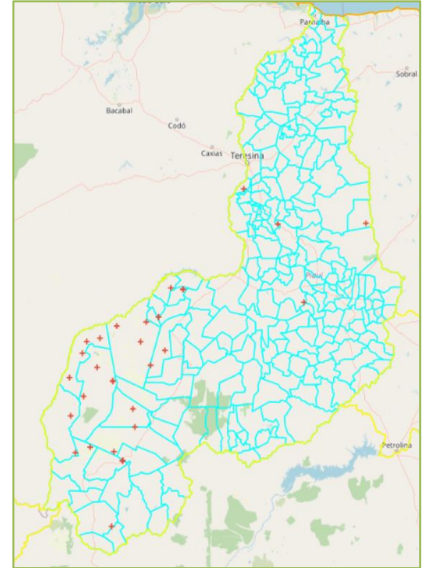 Parnaíba
Sobral
Bacabal
Codó
Caxias
Teresina
Piauí
Petrolina